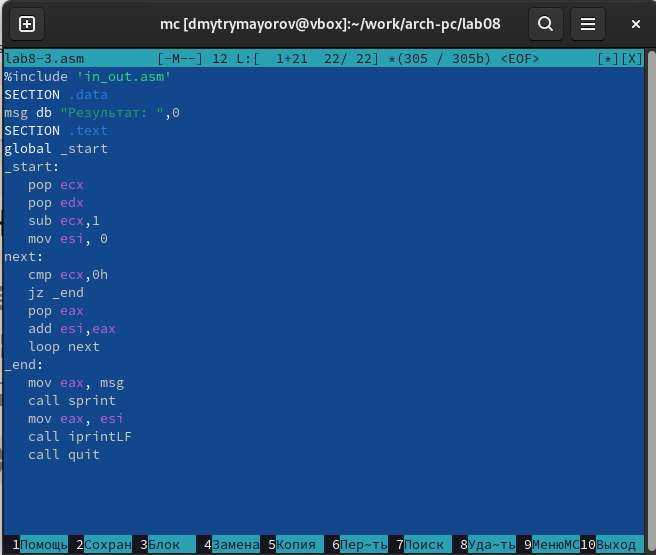 mc [dmytrymayorov@vbox]:~/work/arch-pc/lab08
lab8-3.asm [-M--] 12 L:[ 1+21 22/ 22] *(305 / 305b) <EOF> [*][X]
%include 'in_out.asm'
SECTION .data
msg db "Результат: ",0
SECTION .text
global _start
_start:
pop ecx
pop edx
sub ecx,1
mov esi, 0
next:
cmp ecx,0h
jz _end
pop eax
add esi,eax
loop next
_end:
mov eax, msg
call sprint
mov eax, esi
call iprintLF
call quit
1Помощь 2Сохран 3Блок 4Замена 5Копия 6Пер~ть 7Поиск 8Уда~ть 9МенюMC 10Выход